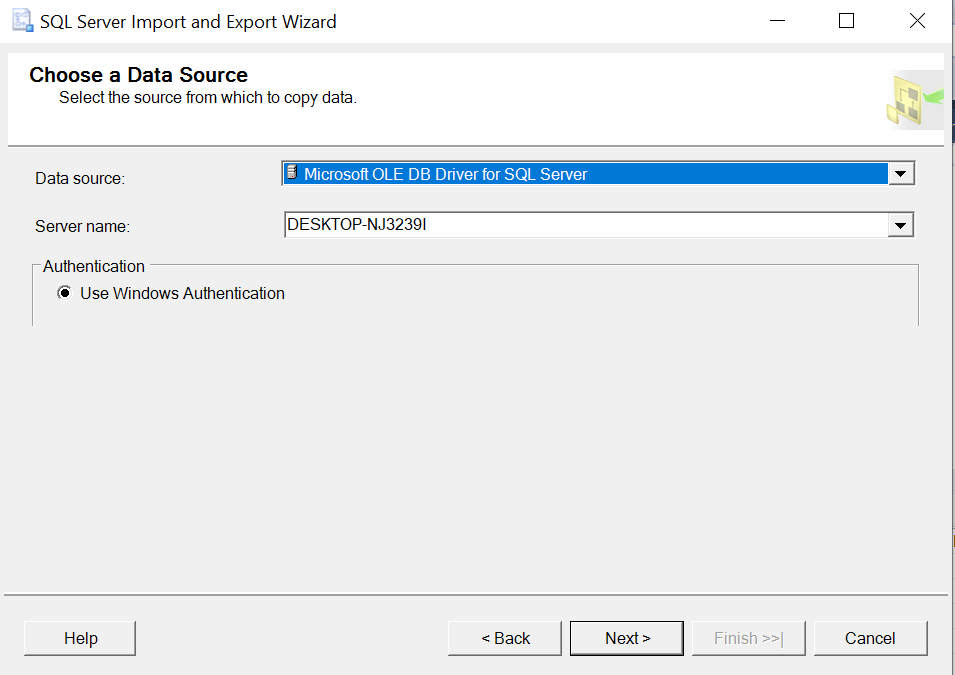 SQL Server Import and Export Wizard
Choose a Data Source
Select the source from which to copy data.
Data source:
Microsoft OLE DB Driver for SQL Server
Server name:
DESKTOP-NJ3239I
Authentication
Use Windows Authentication
Help
< Back
Next >
Finish >>|
Cancel